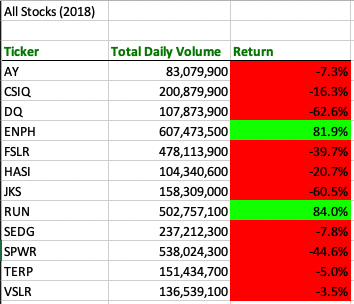 All Stocks (2018)
Ticker Total Daily Volume Return
AY 83,079,900 -7.3%
CSIQ 200,879,900 -16.3%
DQ 107,873,900 -62.6%
ENPH 607,473,500 81.9%
FSLR 478,113,900 -39.7%
HASI 104,340,600 -20.7%
JKS 158,309,000 -60.5%
RUN 502,757,100 84.0%
SEDG 237,212,300 -7.8%
SPWR 538,024,300 -44.6%
TERP 151,434,700 -5.0%
VSLR 136,539,100 -3.5%